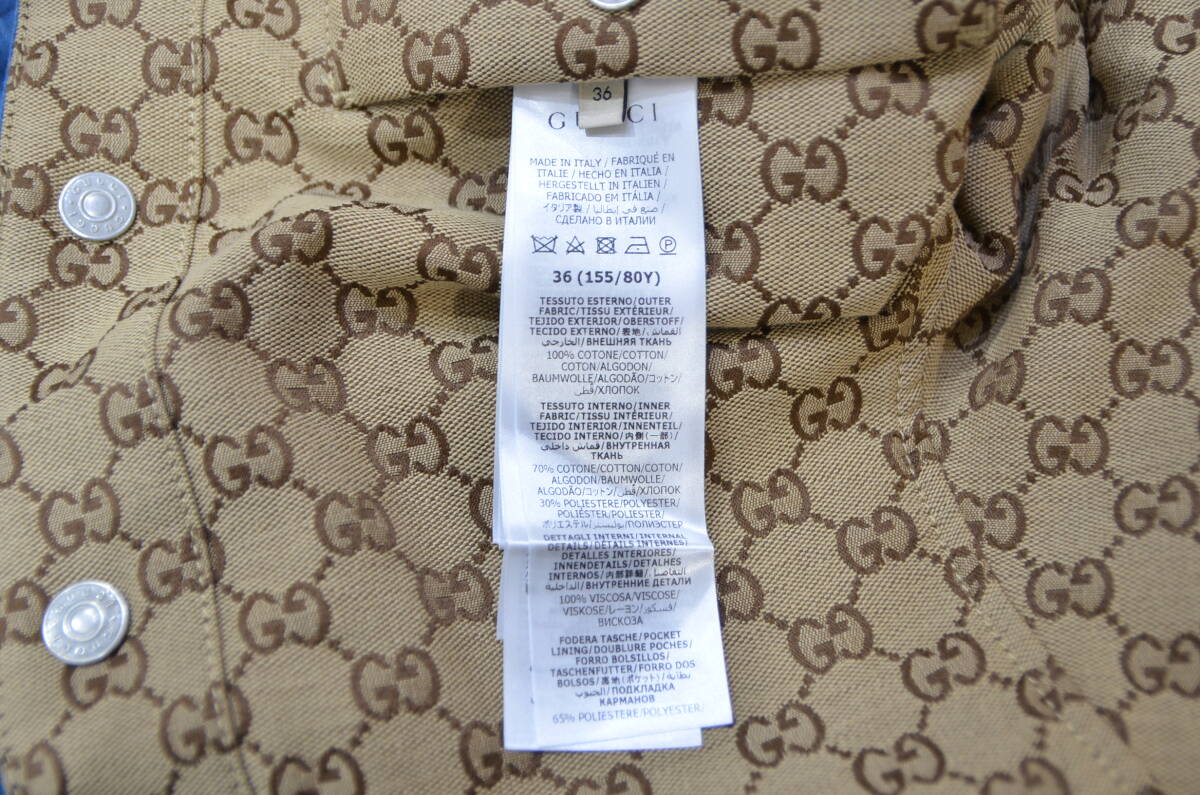 36
GUCCI
MADE IN ITALY / FABRIQUÉ EN
ITALIE / HECHO EN ITALIA /
HERGESTELLT IN ITALIEN /
FABRICADO EM ITÁLIA /
イタリア製 / صنع في إيطاليا /
СДЕЛАНО В ИТАЛИИ
36 (155/80Y)
TESSUTO ESTERNO/OUTER
FABRIC/TISSU EXTÉRIEUR/
TEJIDO EXTERIOR/OBERSTOFF/
TECIDO EXTERNO/表地/القماش
الخارجي/ВНЕШНЯЯ ТКАНЬ
100% COTONE/COTTON/
COTON/ALGODON/
BAUMWOLLE/ALGODÃO/コットン/
قطن/ХЛОПОК
TESSUTO INTERNO/INNER
FABRIC/TISSU INTÉRIEUR/
TEJIDO INTERIOR/INNENTEIL/
TECIDO INTERNO/内側(一部)/
قماش داخلي/ВНУТРЕННЯЯ
ТКАНЬ
70% COTONE/COTTON/COTON/
ALGODON/BAUMWOLLE/
ALGODÃO/コットン/قطن/ХЛОПОК
30% POLIESTERE/POLYESTER/
POLIÉSTER/POLIESTER/
ポリエステル/بوليستر/ПОЛИЭСТЕР
DETTAGLI INTERNI/INTERNAL
DETAILS/DÉTAILS INTERNES/
DETALLES INTERIORES/
INNENDETAILS/DETALHES
INTERNOS/内部詳細/التفاصيل
الداخلية/ВНУТРЕННИЕ ДЕТАЛИ
100% VISCOSA/VISCOSE/
VISKOSE/レーヨン/فسكوز/
ВИСКОЗА
FODERA TASCHE/POCKET
LINING/DOUBLURE POCHES/
FORRO BOLSILLOS/
TASCHENFUTTER/FORRO DOS
BOLSOS/裏地(ポケット)/بطانة
الجيوب/ПОДКЛАДКА
КАРМАНОВ
65% POLIESTERE/POLYESTER/